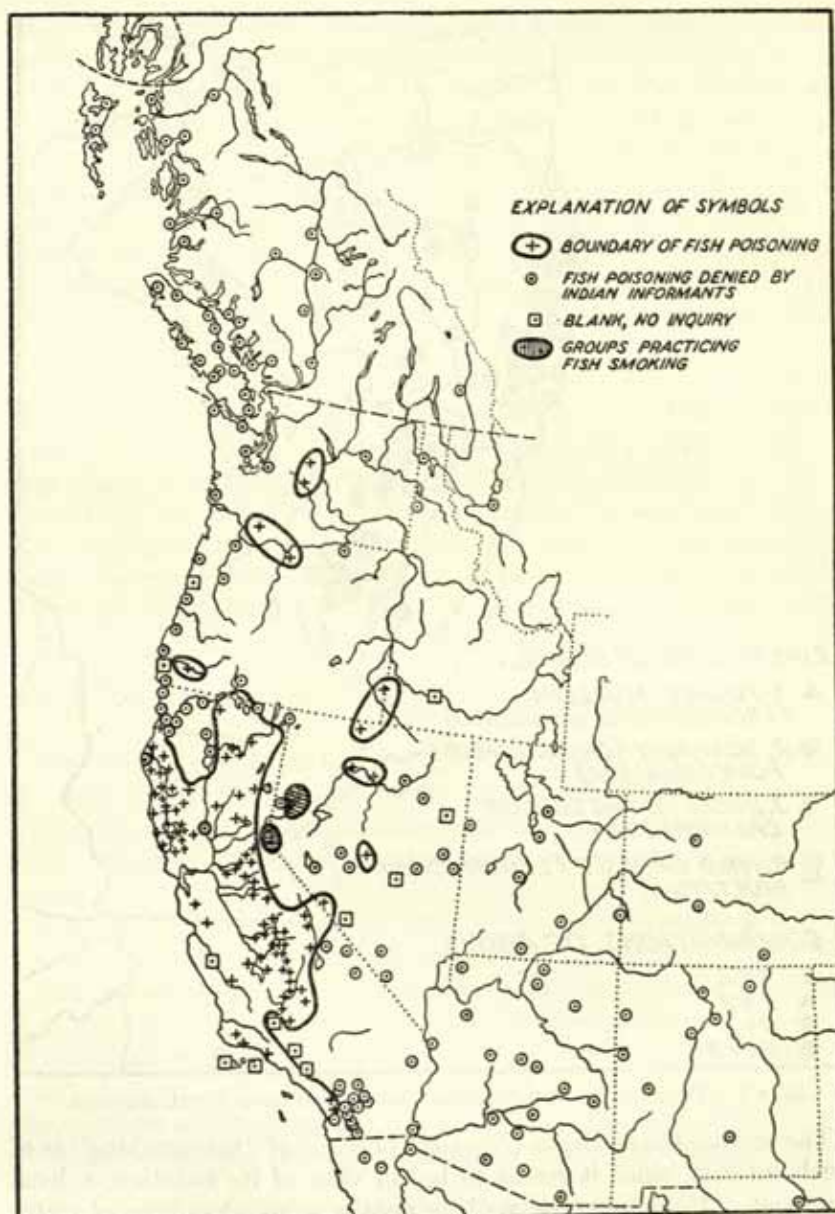 EXPLANATION OF SYMBOLS
BOUNDARY OF FISH POISONING
FISH POISONING DENIED BY
INDIAN INFORMANTS
BLANK, NO INQUIRY
GROUPS PRACTICING
FISH SMOKING